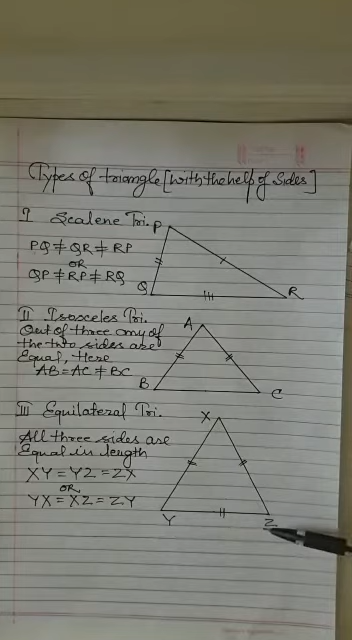 Types of triangle [with the help of Sides]
I Scalene Tri.
PQ ≠ QR ≠ RP
OR
QP ≠ RP ≠ RQ
P
Q
R
II Isosceles Tri.
Out of three any of
the two sides are
Equal, Here
AB = AC ≠ BC
A
B
C
III Equilateral Tri.
All three sides are
Equal in length
XY = YZ = ZX
OR
YX = XZ = ZY
X
Y
Z